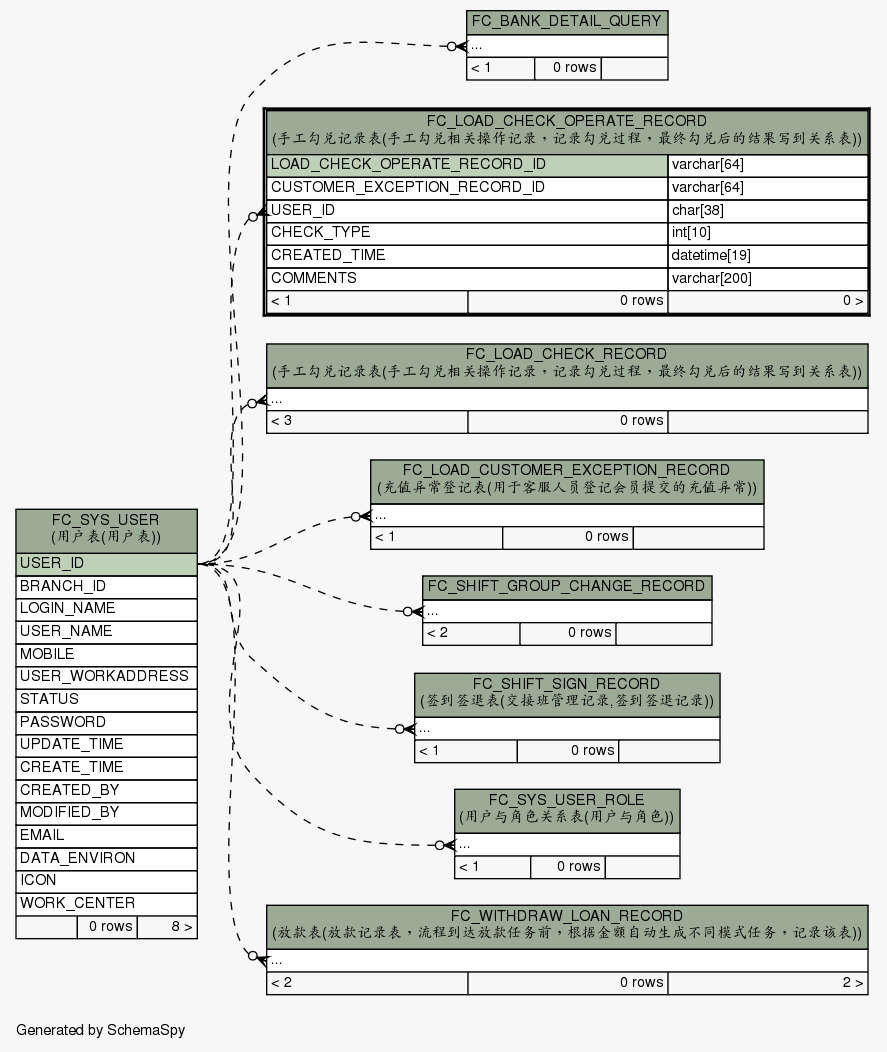 FC_BANK_DETAIL_QUERY
...
< 1 0 rows
FC_LOAD_CHECK_OPERATE_RECORD
(手工勾兑记录表(手工勾兑相关操作记录，记录勾兑过程，最终勾兑后的结果写到关系表))
LOAD_CHECK_OPERATE_RECORD_ID varchar[64]
CUSTOMER_EXCEPTION_RECORD_ID varchar[64]
USER_ID char[38]
CHECK_TYPE int[10]
CREATED_TIME datetime[19]
COMMENTS varchar[200]
< 1 0 rows 0 >
FC_LOAD_CHECK_RECORD
(手工勾兑记录表(手工勾兑相关操作记录，记录勾兑过程，最终勾兑后的结果写到关系表))
...
< 3 0 rows
FC_LOAD_CUSTOMER_EXCEPTION_RECORD
(充值异常登记表(用于客服人员登记会员提交的充值异常))
...
< 1 0 rows
FC_SYS_USER
(用户表(用户表))
USER_ID
BRANCH_ID
LOGIN_NAME
USER_NAME
MOBILE
USER_WORKADDRESS
STATUS
PASSWORD
UPDATE_TIME
CREATE_TIME
CREATED_BY
MODIFIED_BY
EMAIL
DATA_ENVIRON
ICON
WORK_CENTER
0 rows 8 >
FC_SHIFT_GROUP_CHANGE_RECORD
...
< 2 0 rows
FC_SHIFT_SIGN_RECORD
(签到签退表(交接班管理记录,签到签退记录))
...
< 1 0 rows
FC_SYS_USER_ROLE
(用户与角色关系表(用户与角色))
...
< 1 0 rows
FC_WITHDRAW_LOAN_RECORD
(放款表(放款记录表，流程到达放款任务前，根据金额自动生成不同模式任务，记录该表))
...
< 2 0 rows 2 >
Generated by SchemaSpy